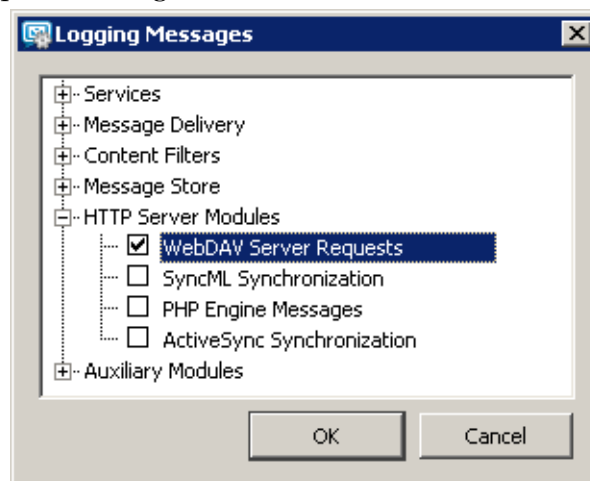 Logging Messages
Services
Message Delivery
Content Filters
Message Store
HTTP Server Modules
WebDAV Server Requests
SyncML Synchronization
PHP Engine Messages
ActiveSync Synchronization
Auxiliary Modules
OK Cancel